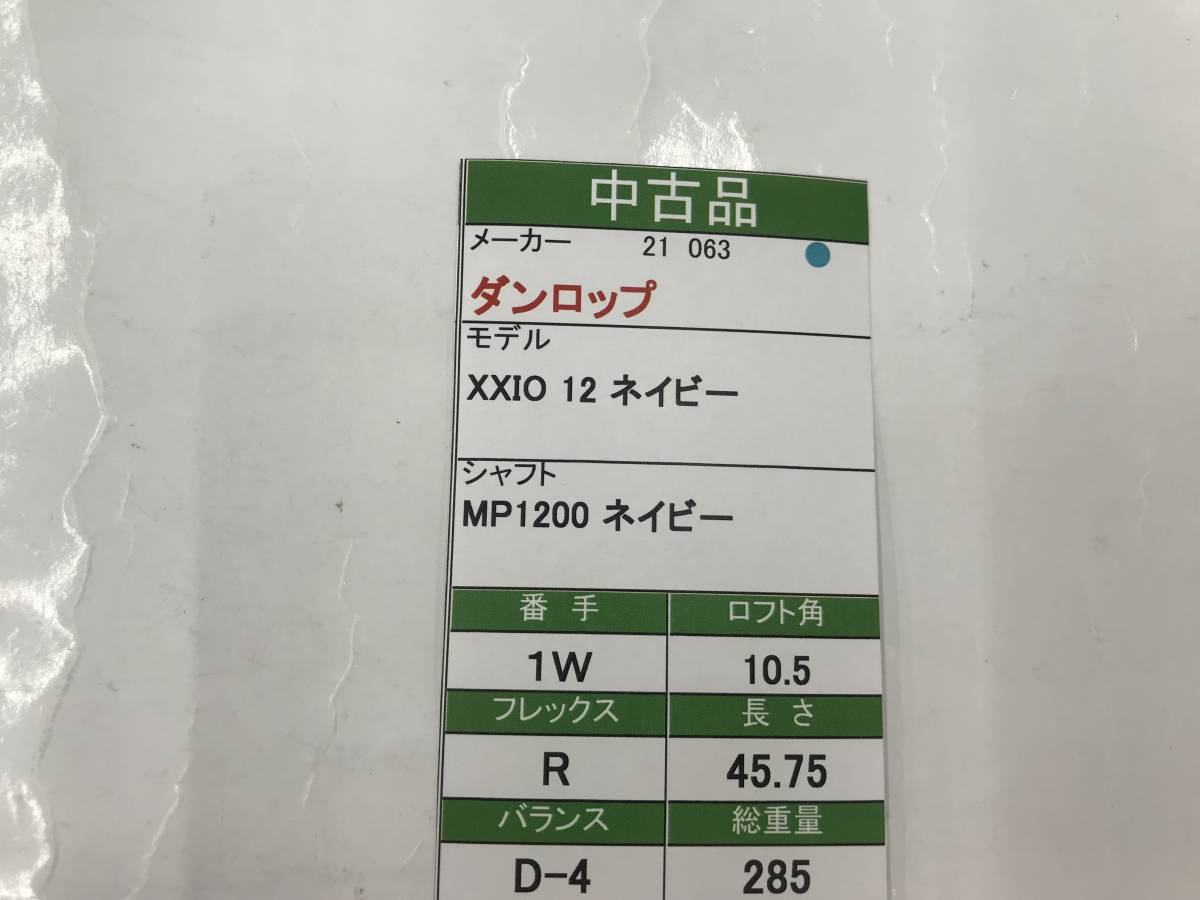 中古品
メーカー 21 063
ダンロップ
モデル
XXIO 12 ネイビー
シャフト
MP1200 ネイビー
番 手 ロフト角
1W 10.5
フレックス 長 さ
R 45.75
バランス 総重量
D-4 285